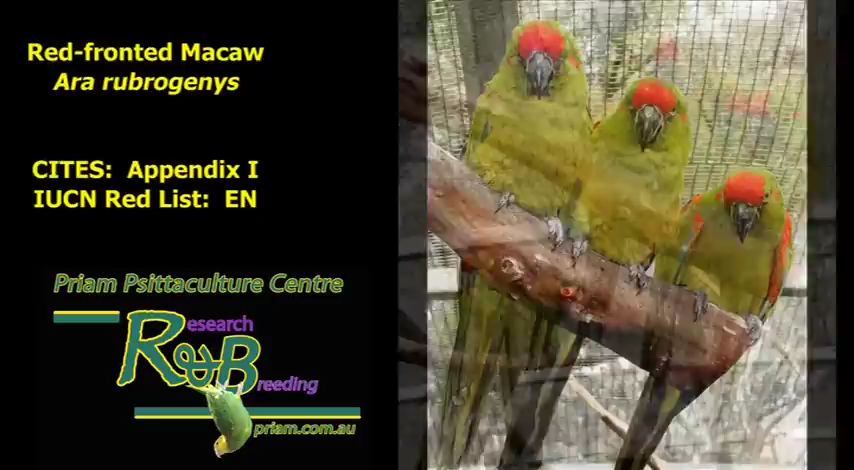 Red-fronted Macaw
Ara rubrogenys
CITES: Appendix I
IUCN Red List: EN
Priam Psittaculture Centre
Research
&
Breeding
priam.com.au